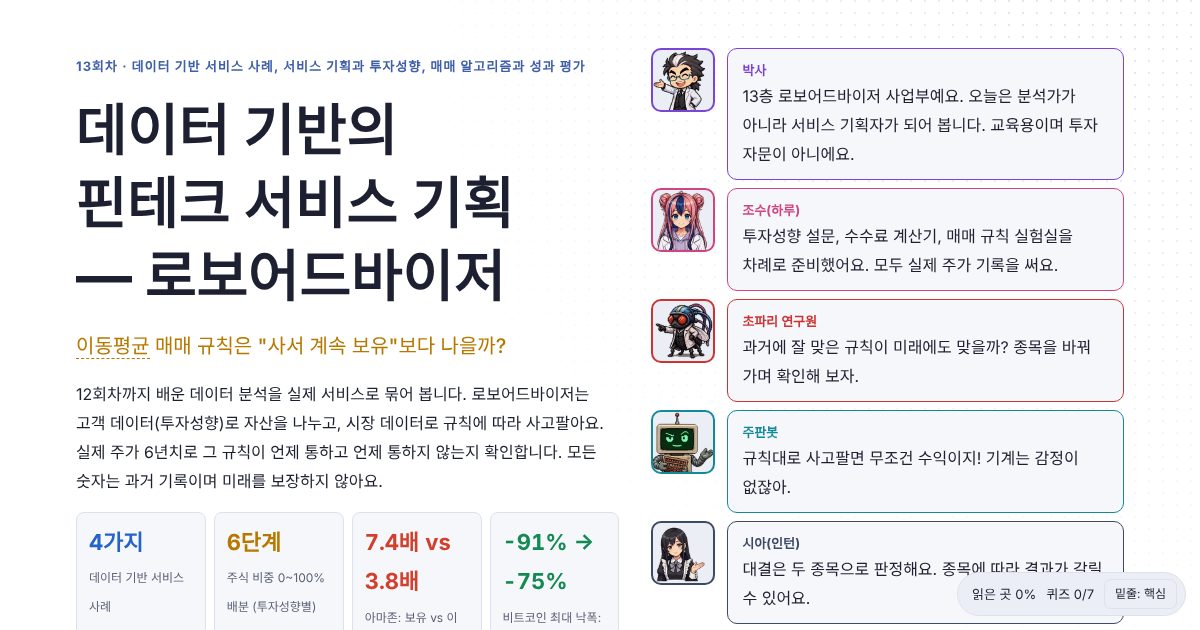 13회차 · 데이터 기반 서비스 사례, 서비스 기획과 투자성향, 매매 알고리즘과 성과 평가
데이터 기반의
핀테크 서비스 기획
— 로보어드바이저
이동평균 매매 규칙은 "사서 계속 보유"보다 나을까?
12회차까지 배운 데이터 분석을 실제 서비스로 묶어 봅니다. 로보어드바이저는
고객 데이터(투자성향)로 자산을 나누고, 시장 데이터로 규칙에 따라 사고팔아요.
실제 주가 6년치로 그 규칙이 언제 통하고 언제 통하지 않는지 확인합니다. 모든
숫자는 과거 기록이며 미래를 보장하지 않아요.
4가지
데이터 기반 서비스
사례
6단계
주식 비중 0~100%
배분 (투자성향별)
7.4배 vs
3.8배
아마존: 보유 vs 이
-91% →
-75%
비트코인 최대 낙폭:
박사
13층 로보어드바이저 사업부예요. 오늘은 분석가가
아니라 서비스 기획자가 되어 봅니다. 교육용이며 투자
자문이 아니에요.
조수(하루)
투자성향 설문, 수수료 계산기, 매매 규칙 실험실을
차례로 준비했어요. 모두 실제 주가 기록을 써요.
초파리 연구원
과거에 잘 맞은 규칙이 미래에도 맞을까? 종목을 바꿔
가며 확인해 보자.
주판봇
규칙대로 사고팔면 무조건 수익이지! 기계는 감정이
없잖아.
시아(인턴)
대결은 두 종목으로 판정해요. 종목에 따라 결과가 갈릴
수 있어요.
읽은 곳 0% 퀴즈 0/7 밑줄: 핵심